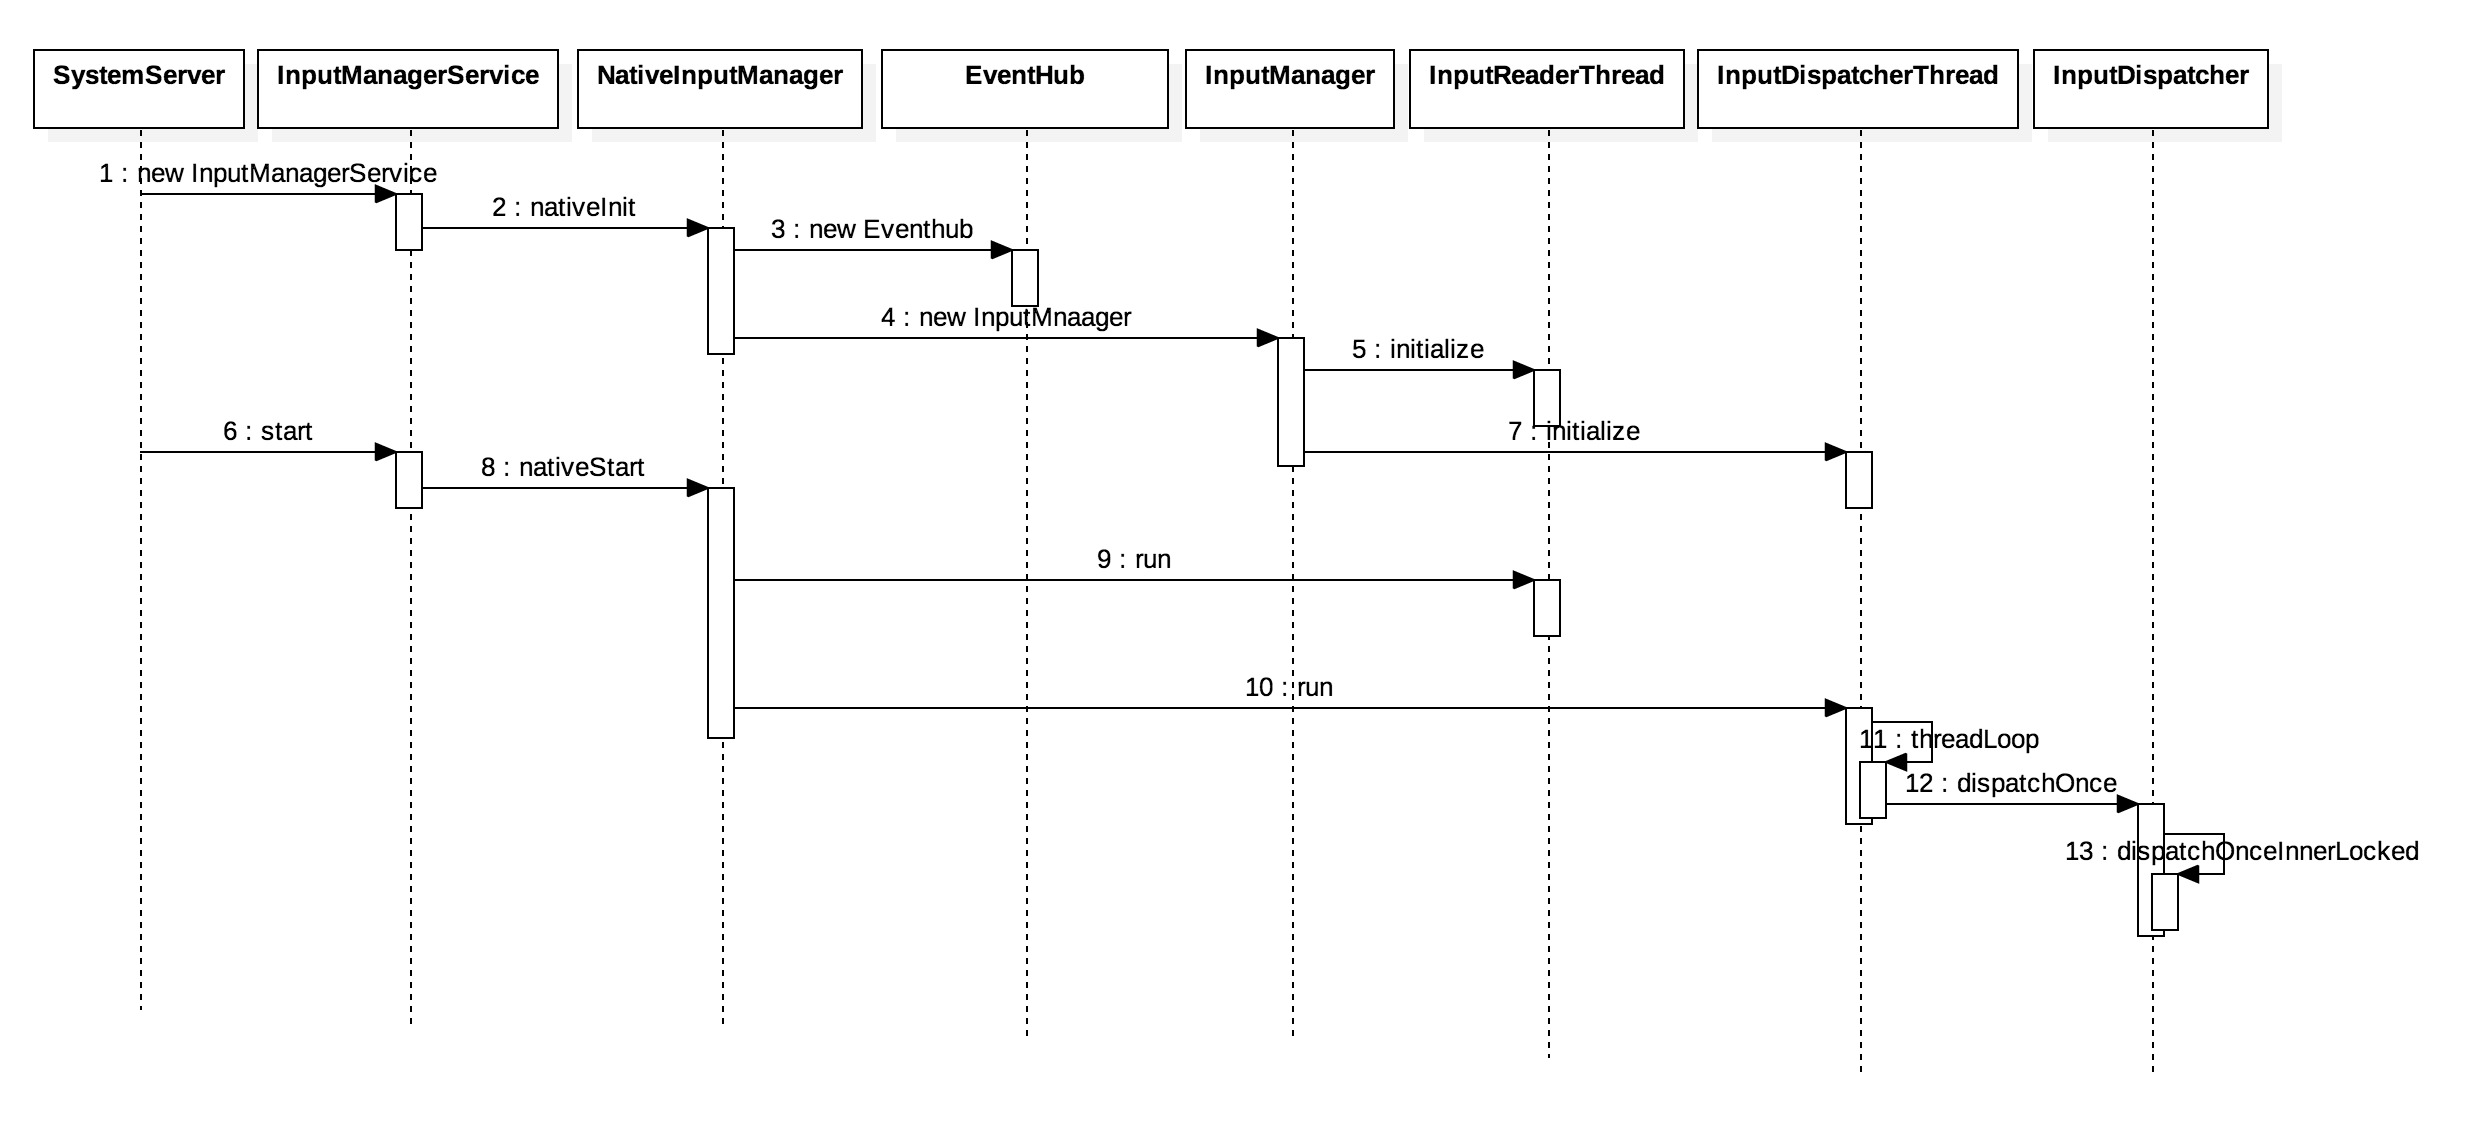 SystemServer
InputManagerService
NativeInputManager
EventHub
InputManager
InputReaderThread
InputDispatcherThread
InputDispatcher
1 : new InputManagerService
2 : nativeInit
3 : new Eventhub
4 : new InputMnaager
5 : initialize
6 : start
7 : initialize
8 : nativeStart
9 : run
10 : run
11 : threadLoop
12 : dispatchOnce
13 : dispatchOnceInnerLocked